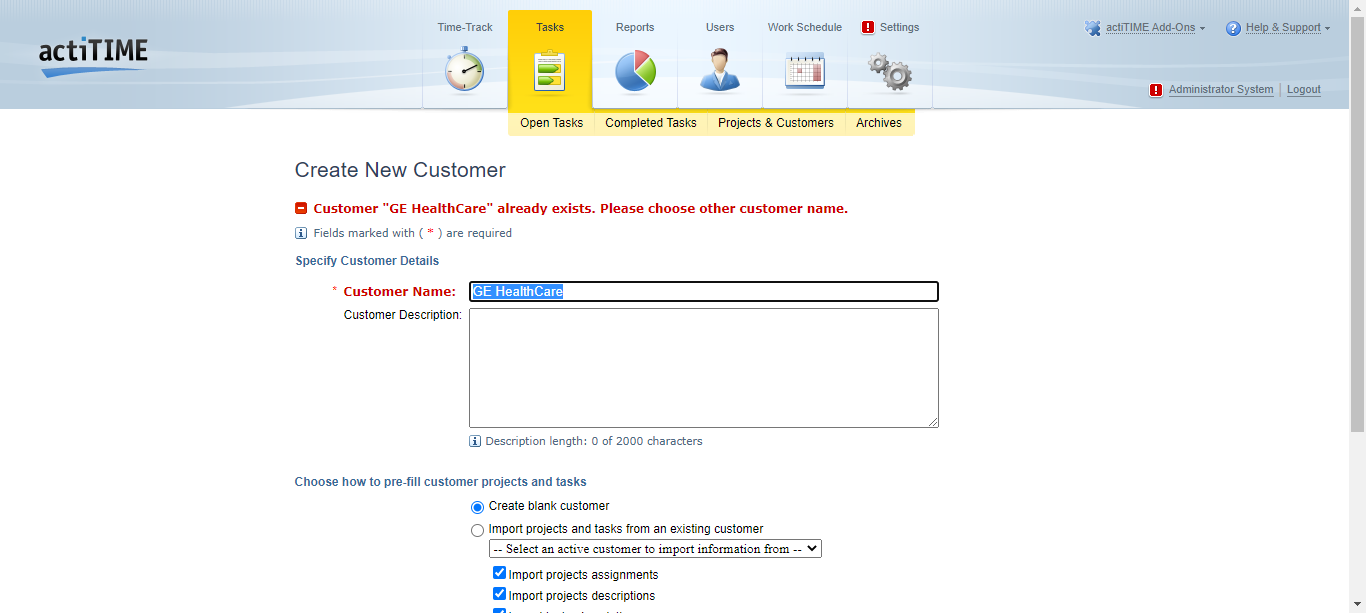 actiTIME
Time-Track
Tasks
Reports
Users
Work Schedule
Settings
actiTIME Add-Ons
Help & Support
Administrator System
Logout
Open Tasks
Completed Tasks
Projects & Customers
Archives
Create New Customer
Customer "GE HealthCare" already exists. Please choose other customer name.
Fields marked with ( * ) are required
Specify Customer Details
* Customer Name: GE HealthCare
Customer Description:
Description length: 0 of 2000 characters
Choose how to pre-fill customer projects and tasks
Create blank customer
Import projects and tasks from an existing customer
-- Select an active customer to import information from --
Import projects assignments
Import projects descriptions